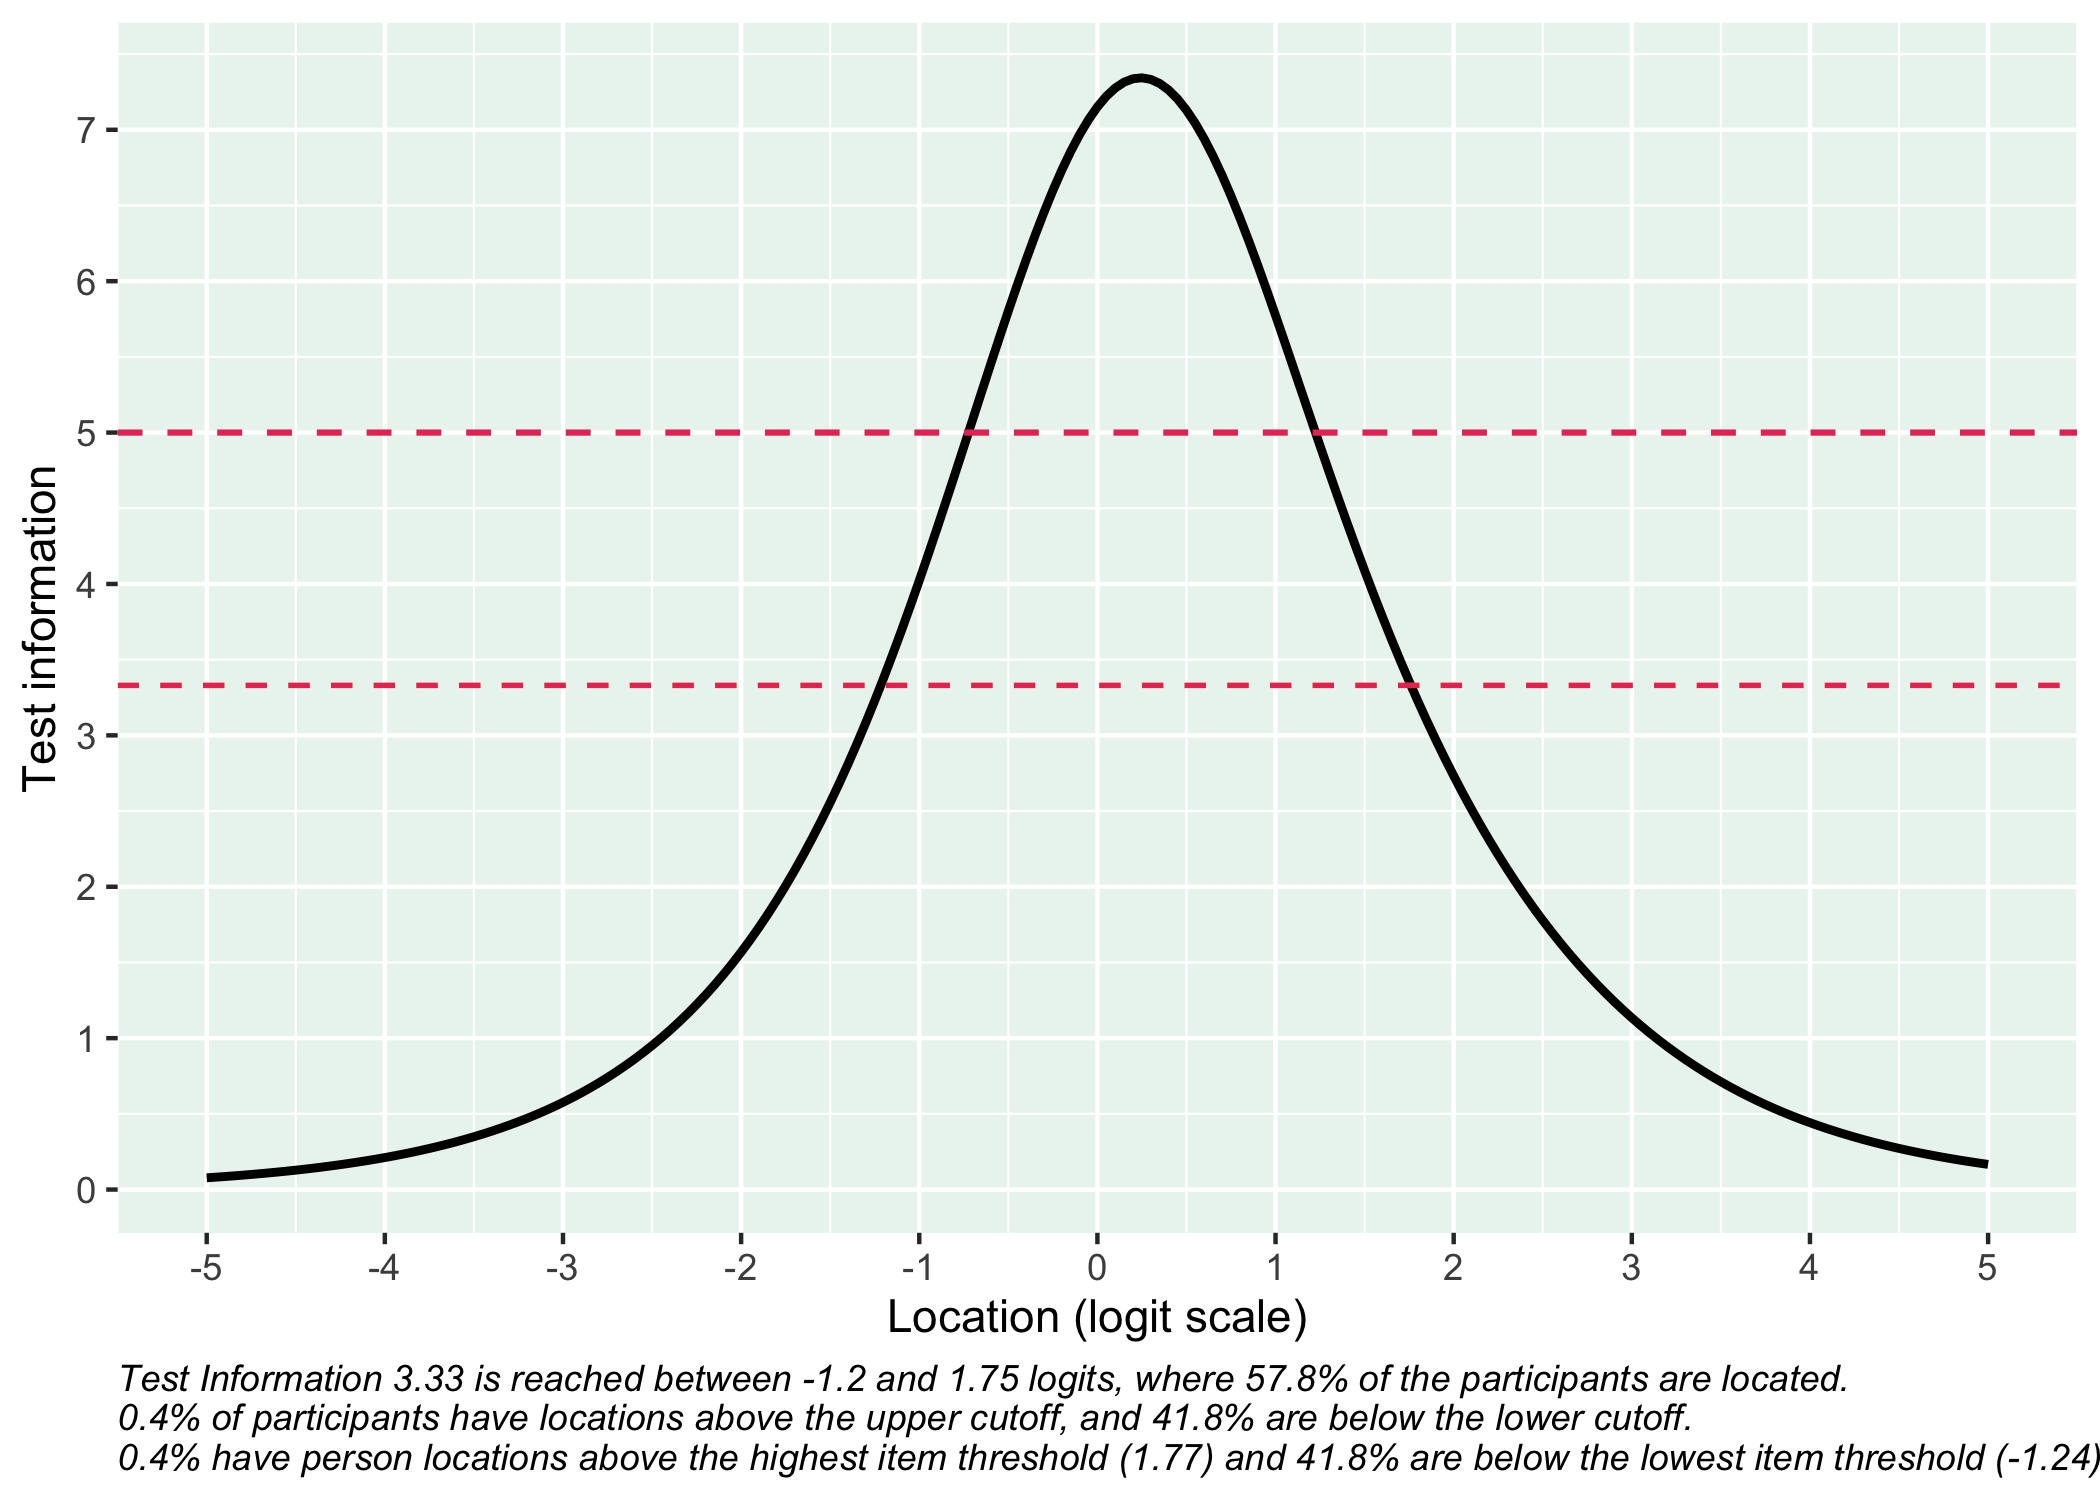 7
6
5
4
3
2
1
0
Test information
-5 -4 -3 -2 -1 0 1 2 3 4 5
Location (logit scale)
Test Information 3.33 is reached between -1.2 and 1.75 logits, where 57.8% of the participants are located.
0.4% of participants have locations above the upper cutoff, and 41.8% are below the lower cutoff.
0.4% have person locations above the highest item threshold (1.77) and 41.8% are below the lowest item threshold (-1.24)